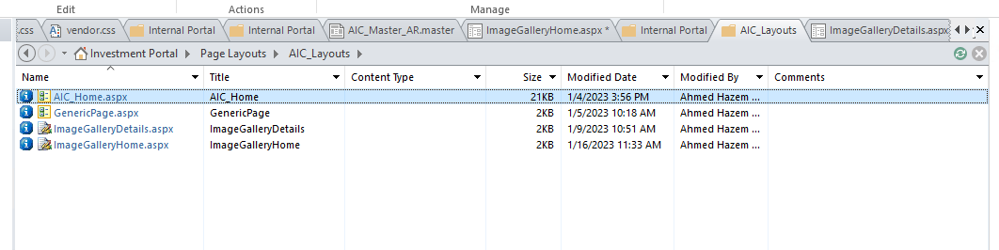 Edit Actions Manage
.css vendor.css Internal Portal Internal Portal AIC_Master_AR.master ImageGalleryHome.aspx * Internal Portal AIC_Layouts ImageGalleryDetails.aspx
Investment Portal Page Layouts AIC_Layouts
Name Title Content Type Size Modified Date Modified By Comments
AIC_Home.aspx AIC_Home 21KB 1/4/2023 3:56 PM Ahmed Hazem ...
GenericPage.aspx GenericPage 2KB 1/5/2023 10:18 AM Ahmed Hazem ...
ImageGalleryDetails.aspx ImageGalleryDetails 2KB 1/9/2023 10:51 AM Ahmed Hazem ...
ImageGalleryHome.aspx ImageGalleryHome 2KB 1/16/2023 11:33 AM Ahmed Hazem ...